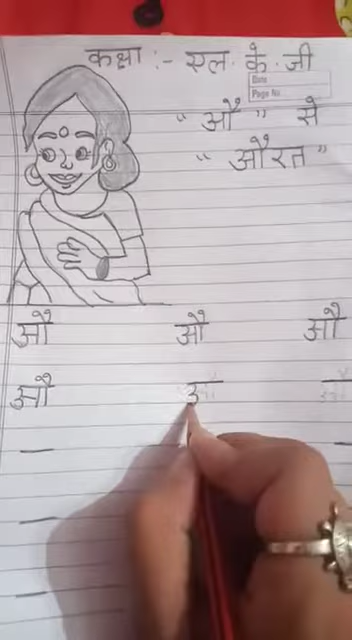 कक्षा :- एल. के. जी
Date
Page No.
"औ" से
"औरत"
औ औ औ
औ